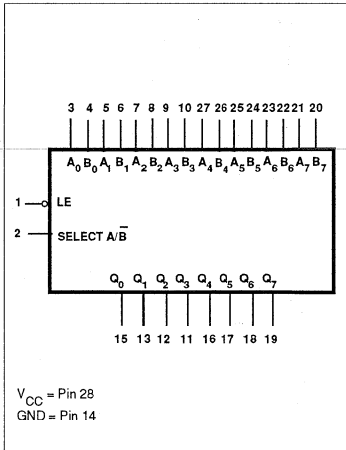 3 4 5 6 7 8 9 10 27 26 25 24 23 22 21 20
A0 B0 A1 B1 A2 B2 A3 B3 A4 B4 A5 B5 A6 B6 A7 B7
1 LE
2 SELECT A/B̅
Q0 Q1 Q2 Q3 Q4 Q5 Q6 Q7
15 13 12 11 16 17 18 19
VCC = Pin 28
GND = Pin 14